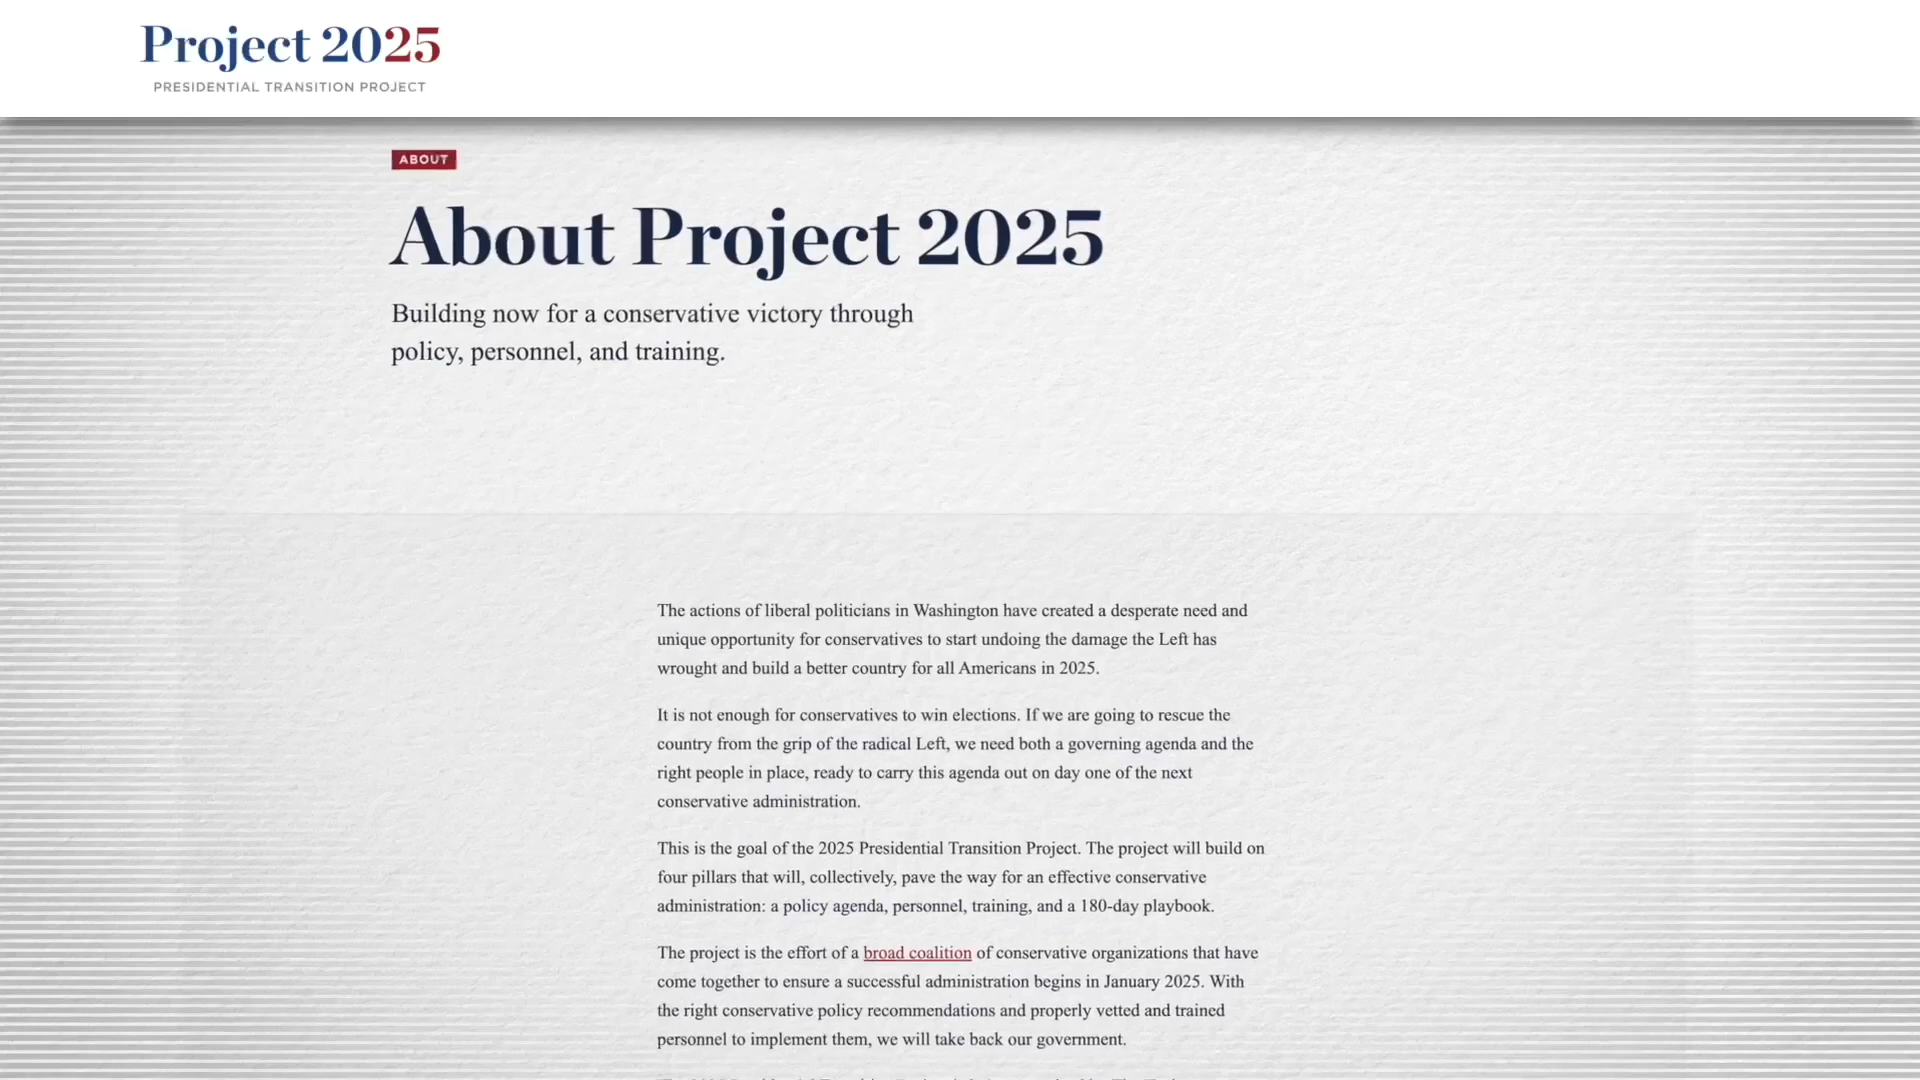 Project 2025
PRESIDENTIAL TRANSITION PROJECT
ABOUT
About Project 2025
Building now for a conservative victory through
policy, personnel, and training.
The actions of liberal politicians in Washington have created a desperate need and
unique opportunity for conservatives to start undoing the damage the Left has
wrought and build a better country for all Americans in 2025.
It is not enough for conservatives to win elections. If we are going to rescue the
country from the grip of the radical Left, we need both a governing agenda and the
right people in place, ready to carry this agenda out on day one of the next
conservative administration.
This is the goal of the 2025 Presidential Transition Project. The project will build on
four pillars that will, collectively, pave the way for an effective conservative
administration: a policy agenda, personnel, training, and a 180-day playbook.
The project is the effort of a broad coalition of conservative organizations that have
come together to ensure a successful administration begins in January 2025. With
the right conservative policy recommendations and properly vetted and trained
personnel to implement them, we will take back our government.